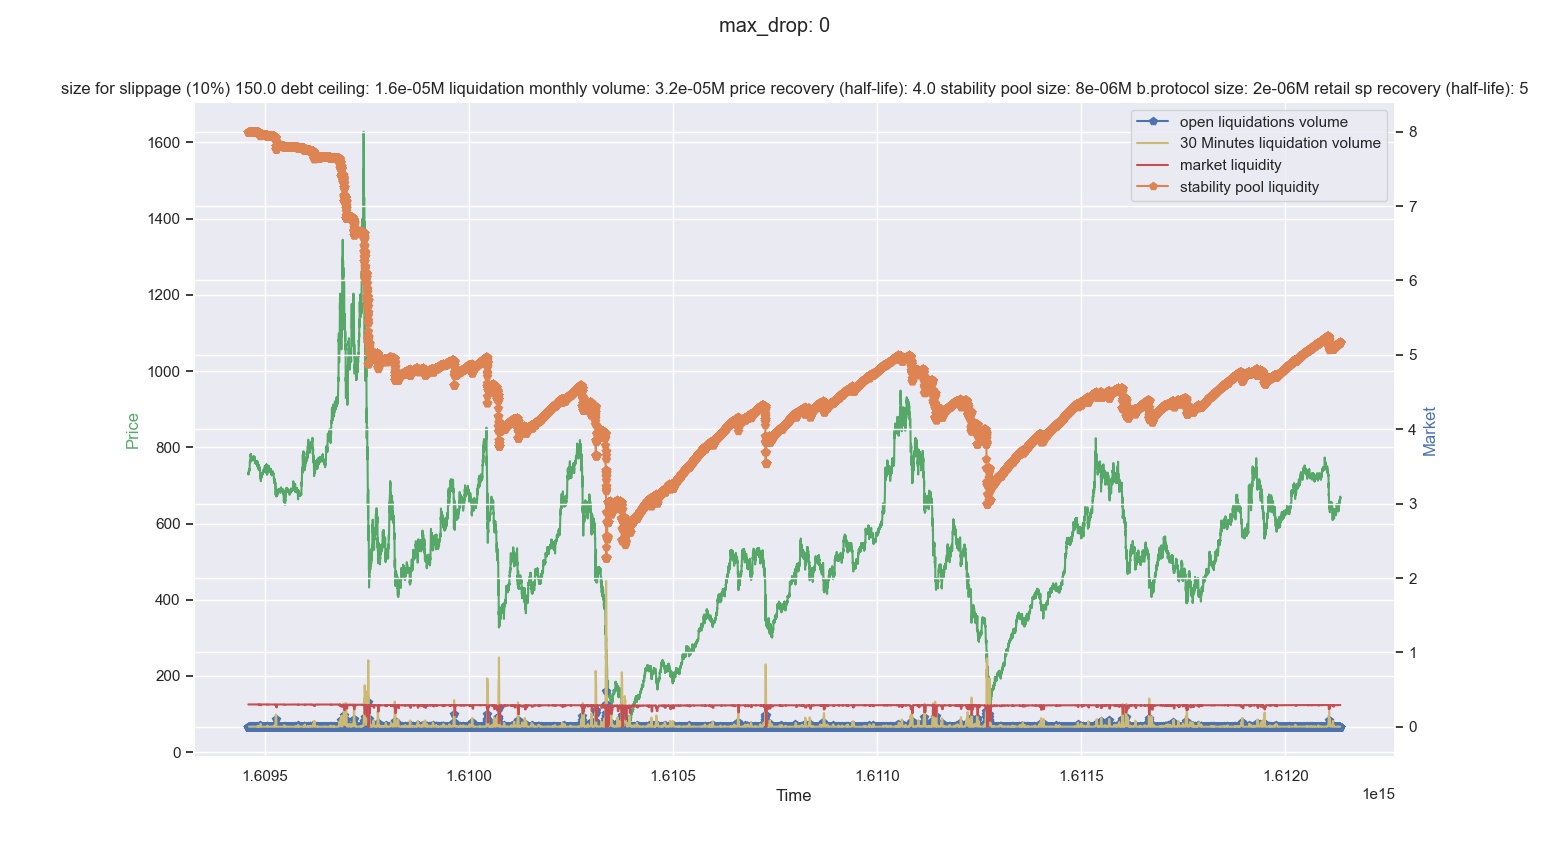 max_drop: 0
size for slippage (10%) 150.0 debt ceiling: 1.6e-05M liquidation monthly volume: 3.2e-05M price recovery (half-life): 4.0 stability pool size: 8e-06M b.protocol size: 2e-06M retail sp recovery (half-life): 5
open liquidations volume
30 Minutes liquidation volume
market liquidity
stability pool liquidity
1600
1400
1200
1000
800
600
400
200
0
Price
8
7
6
5
4
3
2
1
0
Market
1.6095 1.6100 1.6105 1.6110 1.6115 1.6120
Time
1e15